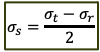 σₛ = (σₜ − σᵣ) / 2